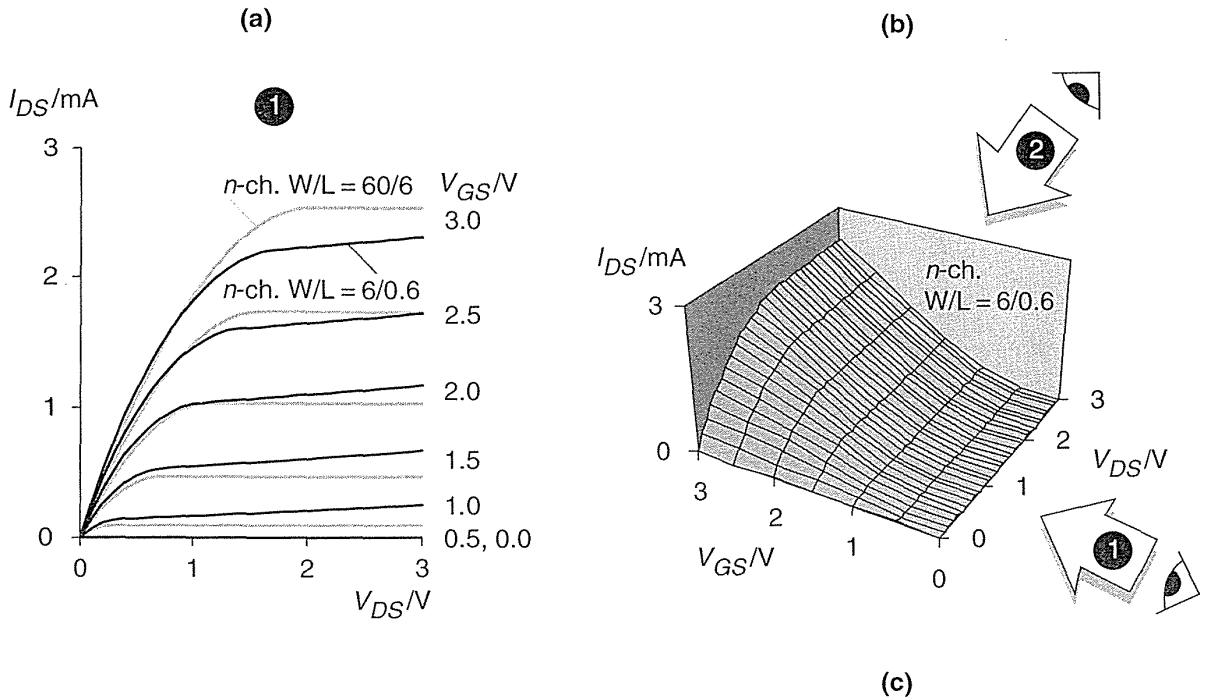 (a)
I_DS/mA
1
3
2
1
0
n-ch. W/L = 60/6
n-ch. W/L = 6/0.6
V_GS/V
3.0
2.5
2.0
1.5
1.0
0.5, 0.0
0 1 2 3
V_DS/V
(b)
2
I_DS/mA
3
0
n-ch.
W/L = 6/0.6
3
2
1
0
V_DS/V
3
2
1
0
V_GS/V
1
(c)